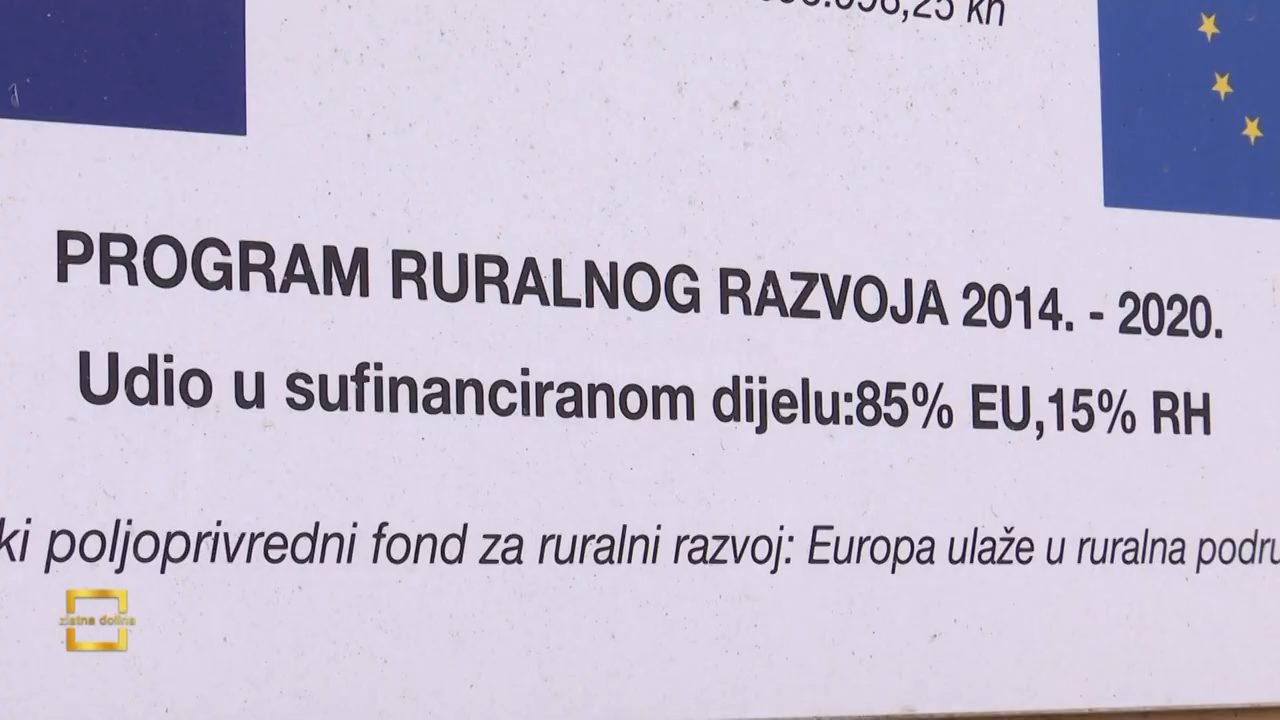 kn
PROGRAM RURALNOG RAZVOJA 2014. - 2020.
Udio u sufinanciranom dijelu:85% EU,15% RH
poljoprivredni fond za ruralni razvoj: Europa ulaže u ruralna
zlatna dolina